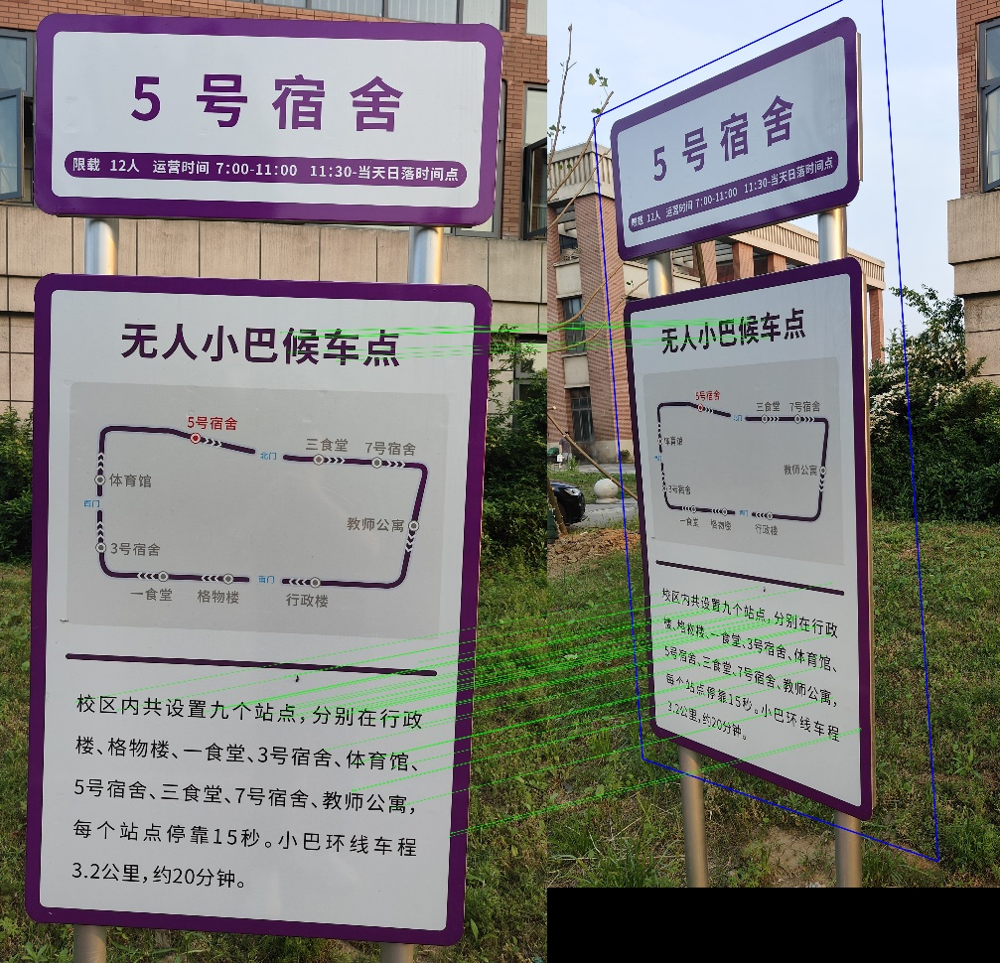 5号宿舍
限载 12人 运营时间 7:00-11:00 11:30-当天日落时间点
无人小巴候车点
5号宿舍
北门
三食堂
7号宿舍
体育馆
西门
教师公寓
3号宿舍
一食堂
格物楼
南门
行政楼
校区内共设置九个站点,分别在行政
楼、格物楼、一食堂、3号宿舍、体育馆、
5号宿舍、三食堂、7号宿舍、教师公寓,
每个站点停靠15秒。小巴环线车程
3.2公里,约20分钟。
5号宿舍
限载 12人 运营时间 7:00-11:00 11:30-当天日落时间点
无人小巴候车点
5号宿舍
北门
三食堂
7号宿舍
体育馆
西门
教师公寓
3号宿舍
一食堂
格物楼
南门
行政楼
校区内共设置九个站点,分别在行政
楼、格物楼、一食堂、3号宿舍、体育馆、
5号宿舍、三食堂、7号宿舍、教师公寓,
每个站点停靠15秒。小巴环线车程
3.2公里,约20分钟。